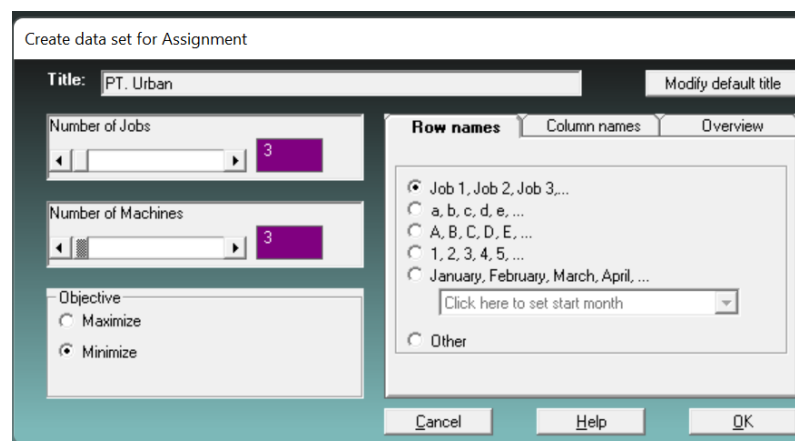 Create data set for Assignment
Title: PT. Urban
Modify default title
Number of Jobs
3
Number of Machines
3
Objective
Maximize
Minimize
Row names
Column names
Overview
Job 1, Job 2, Job 3,...
a, b, c, d, e, ...
A, B, C, D, E, ...
1, 2, 3, 4, 5, ...
January, February, March, April, ...
Click here to set start month
Other
Cancel
Help
OK